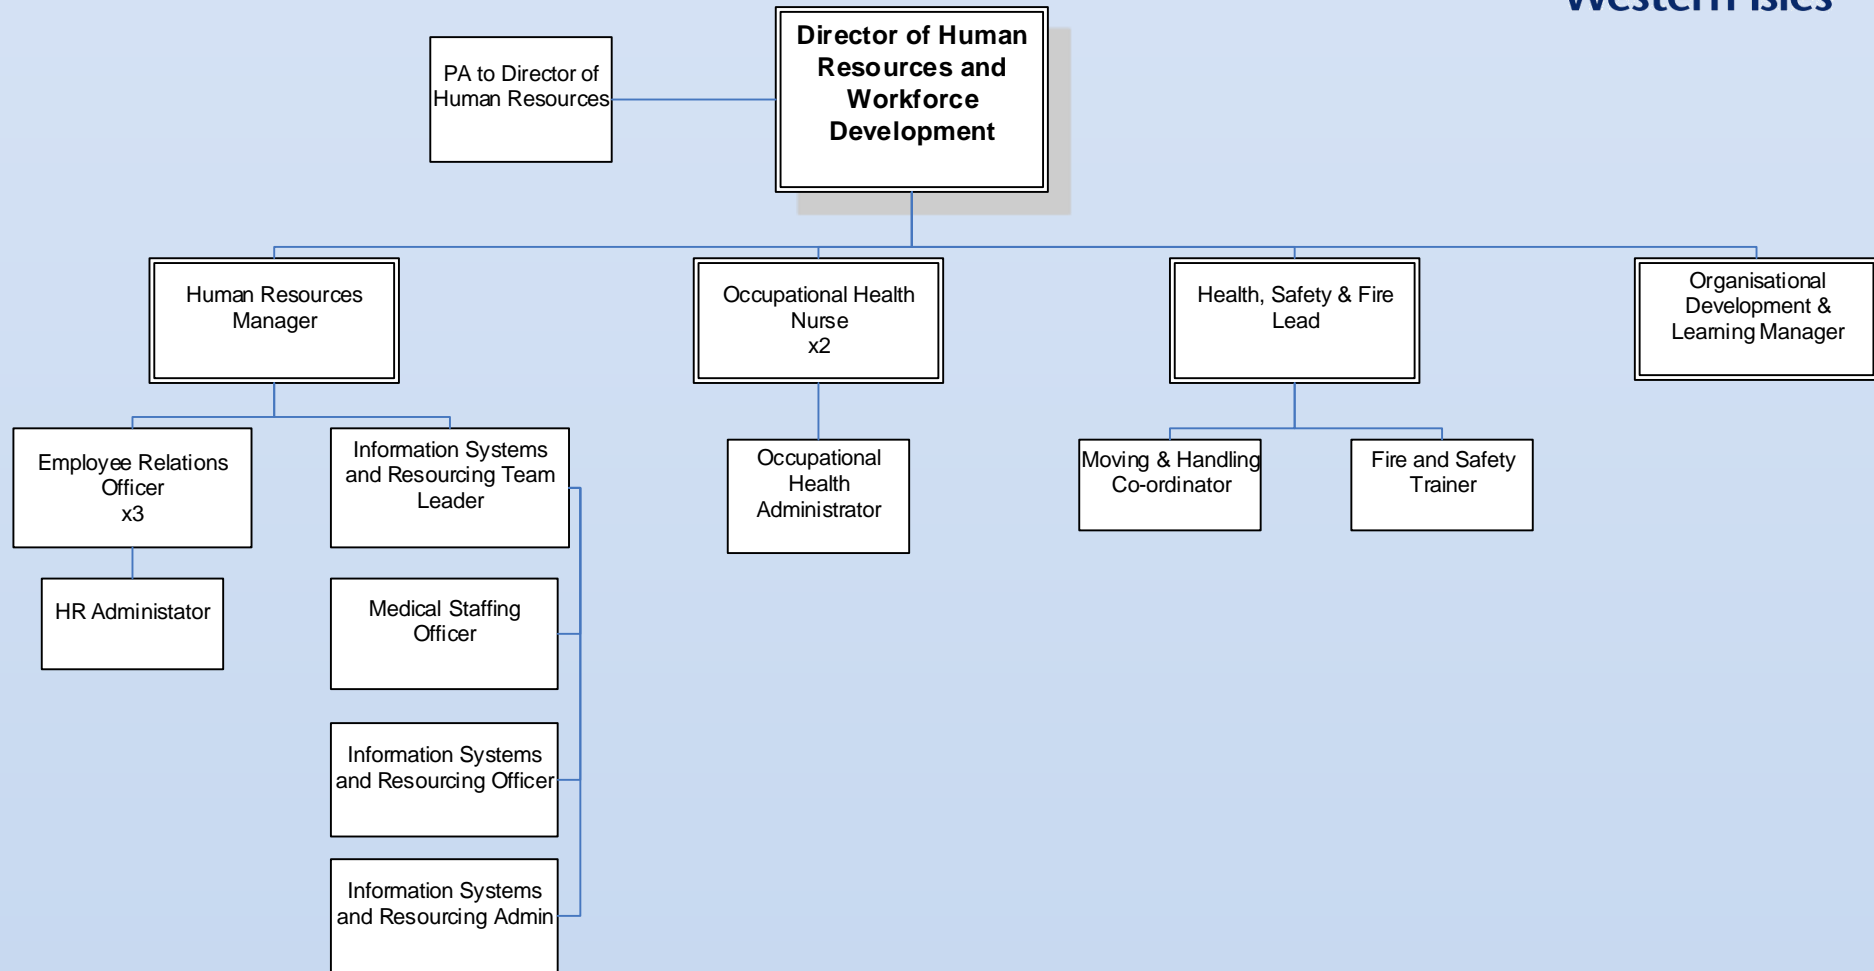 Western Isles
Director of Human
Resources and
Workforce
Development
PA to Director of
Human Resources
Human Resources
Manager
Occupational Health
Nurse
x2
Health, Safety & Fire
Lead
Organisational
Development &
Learning Manager
Employee Relations
Officer
x3
Information Systems
and Resourcing Team
Leader
Occupational
Health
Administrator
Moving & Handling
Co-ordinator
Fire and Safety
Trainer
HR Administator
Medical Staffing
Officer
Information Systems
and Resourcing Officer
Information Systems
and Resourcing Admin